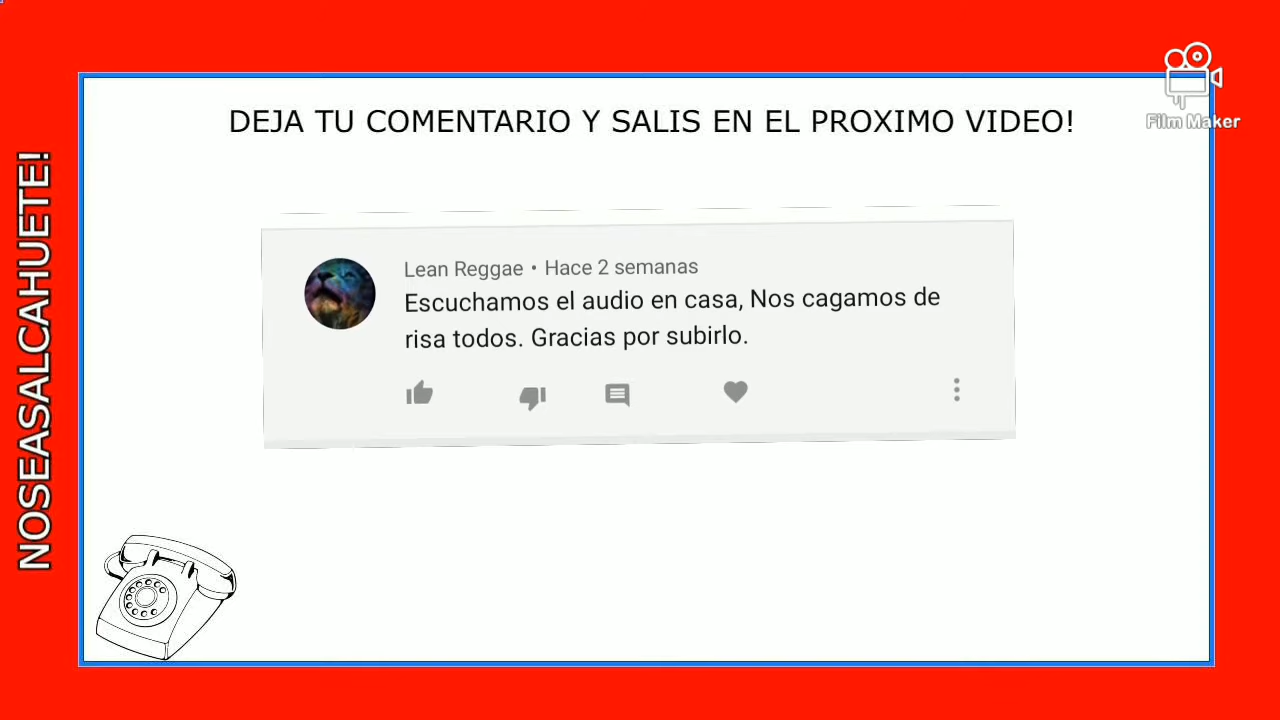 DEJA TU COMENTARIO Y SALIS EN EL PROXIMO VIDEO!
Film Maker
NOSEASALCAHUETE!
Lean Reggae • Hace 2 semanas
Escuchamos el audio en casa, Nos cagamos de
risa todos. Gracias por subirlo.